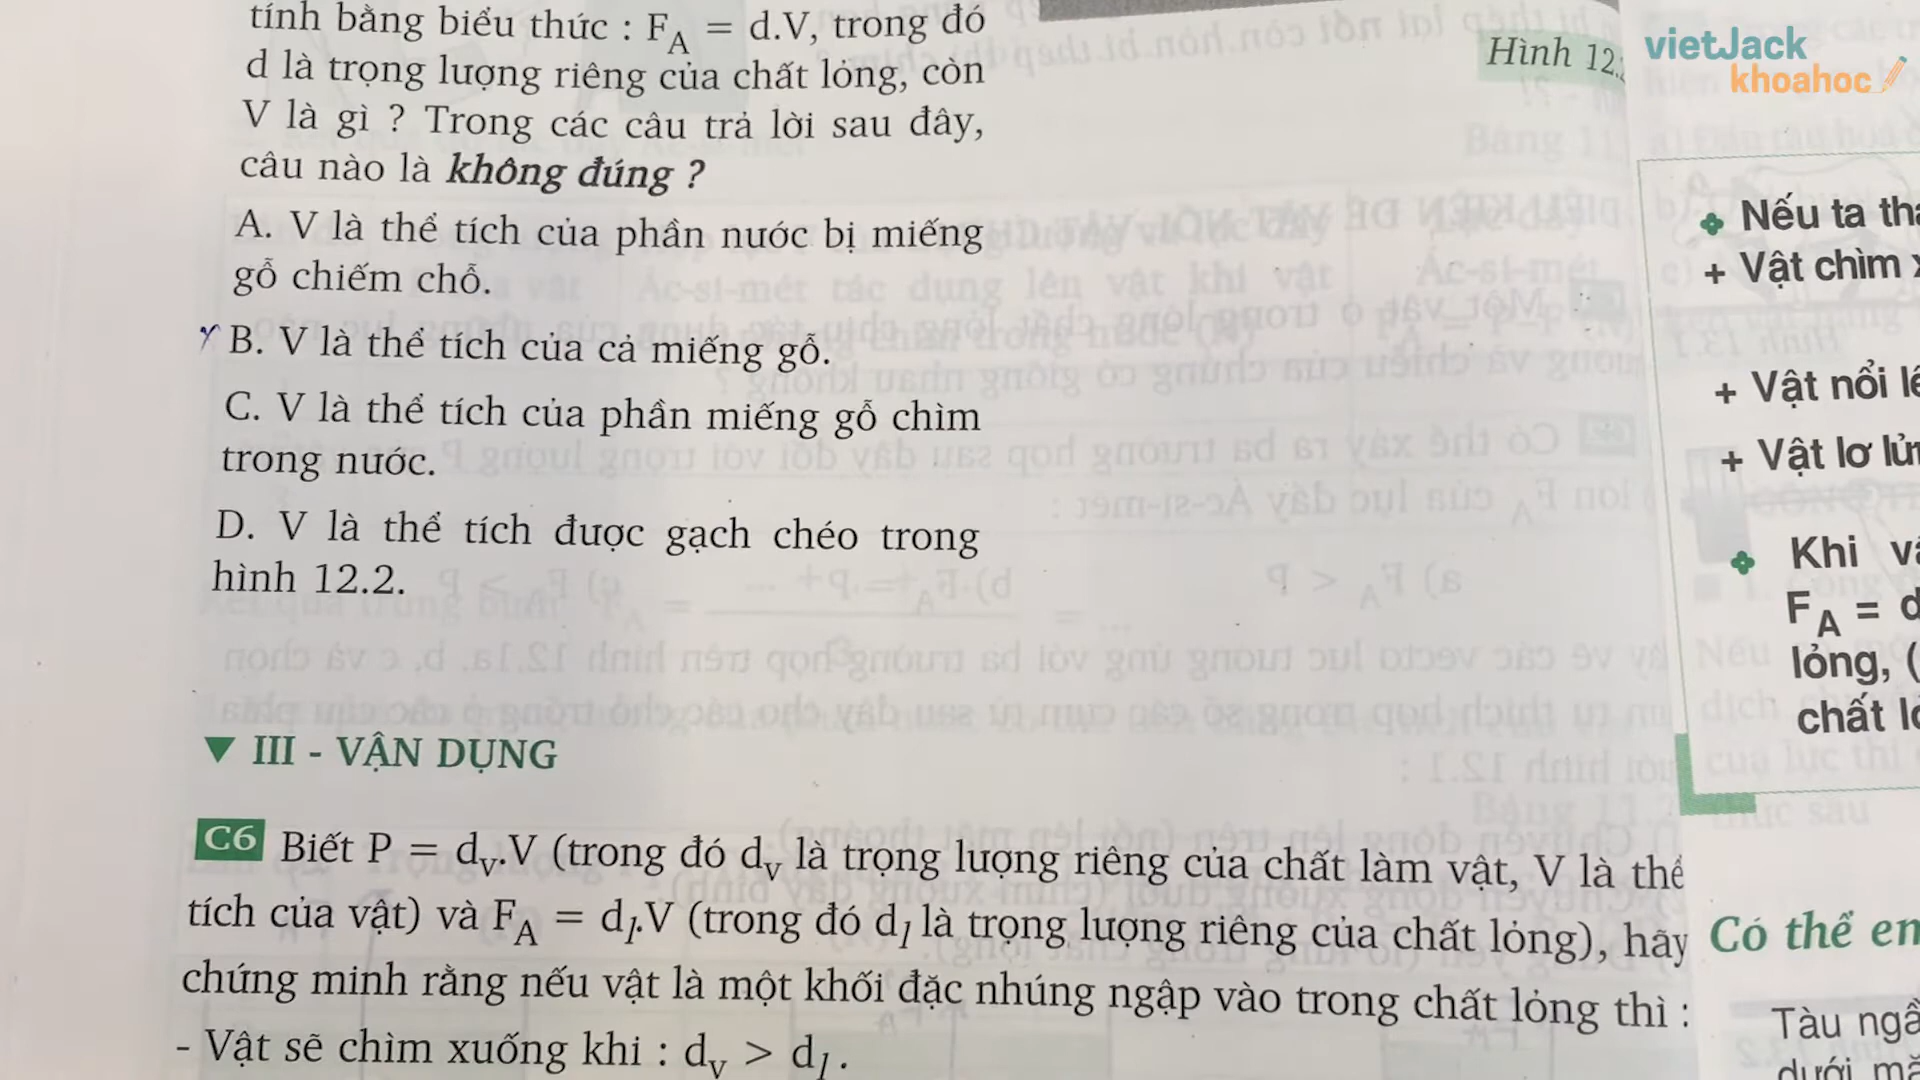 tính bằng biểu thức : F_A = d.V, trong đó
d là trọng lượng riêng của chất lỏng, còn
V là gì ? Trong các câu trả lời sau đây,
câu nào là không đúng ?
A. V là thể tích của phần nước bị miếng
gỗ chiếm chỗ.
B. V là thể tích của cả miếng gỗ.
C. V là thể tích của phần miếng gỗ chìm
trong nước.
D. V là thể tích được gạch chéo trong
hình 12.2.
▼ III - VẬN DỤNG
C6 Biết P = d_v.V (trong đó d_v là trọng lượng riêng của chất làm vật, V là thể
tích của vật) và F_A = d_l.V (trong đó d_l là trọng lượng riêng của chất lỏng), hãy
chứng minh rằng nếu vật là một khối đặc nhúng ngập vào trong chất lỏng thì :
- Vật sẽ chìm xuống khi : d_v > d_l.
Hình 12.
vietJack
khoahoc
Nếu ta
+ Vật chìm
+ Vật nổi
+ Vật lơ
Khi
F_A =
lỏng, (
chất
Có thể
Tàu
dưới